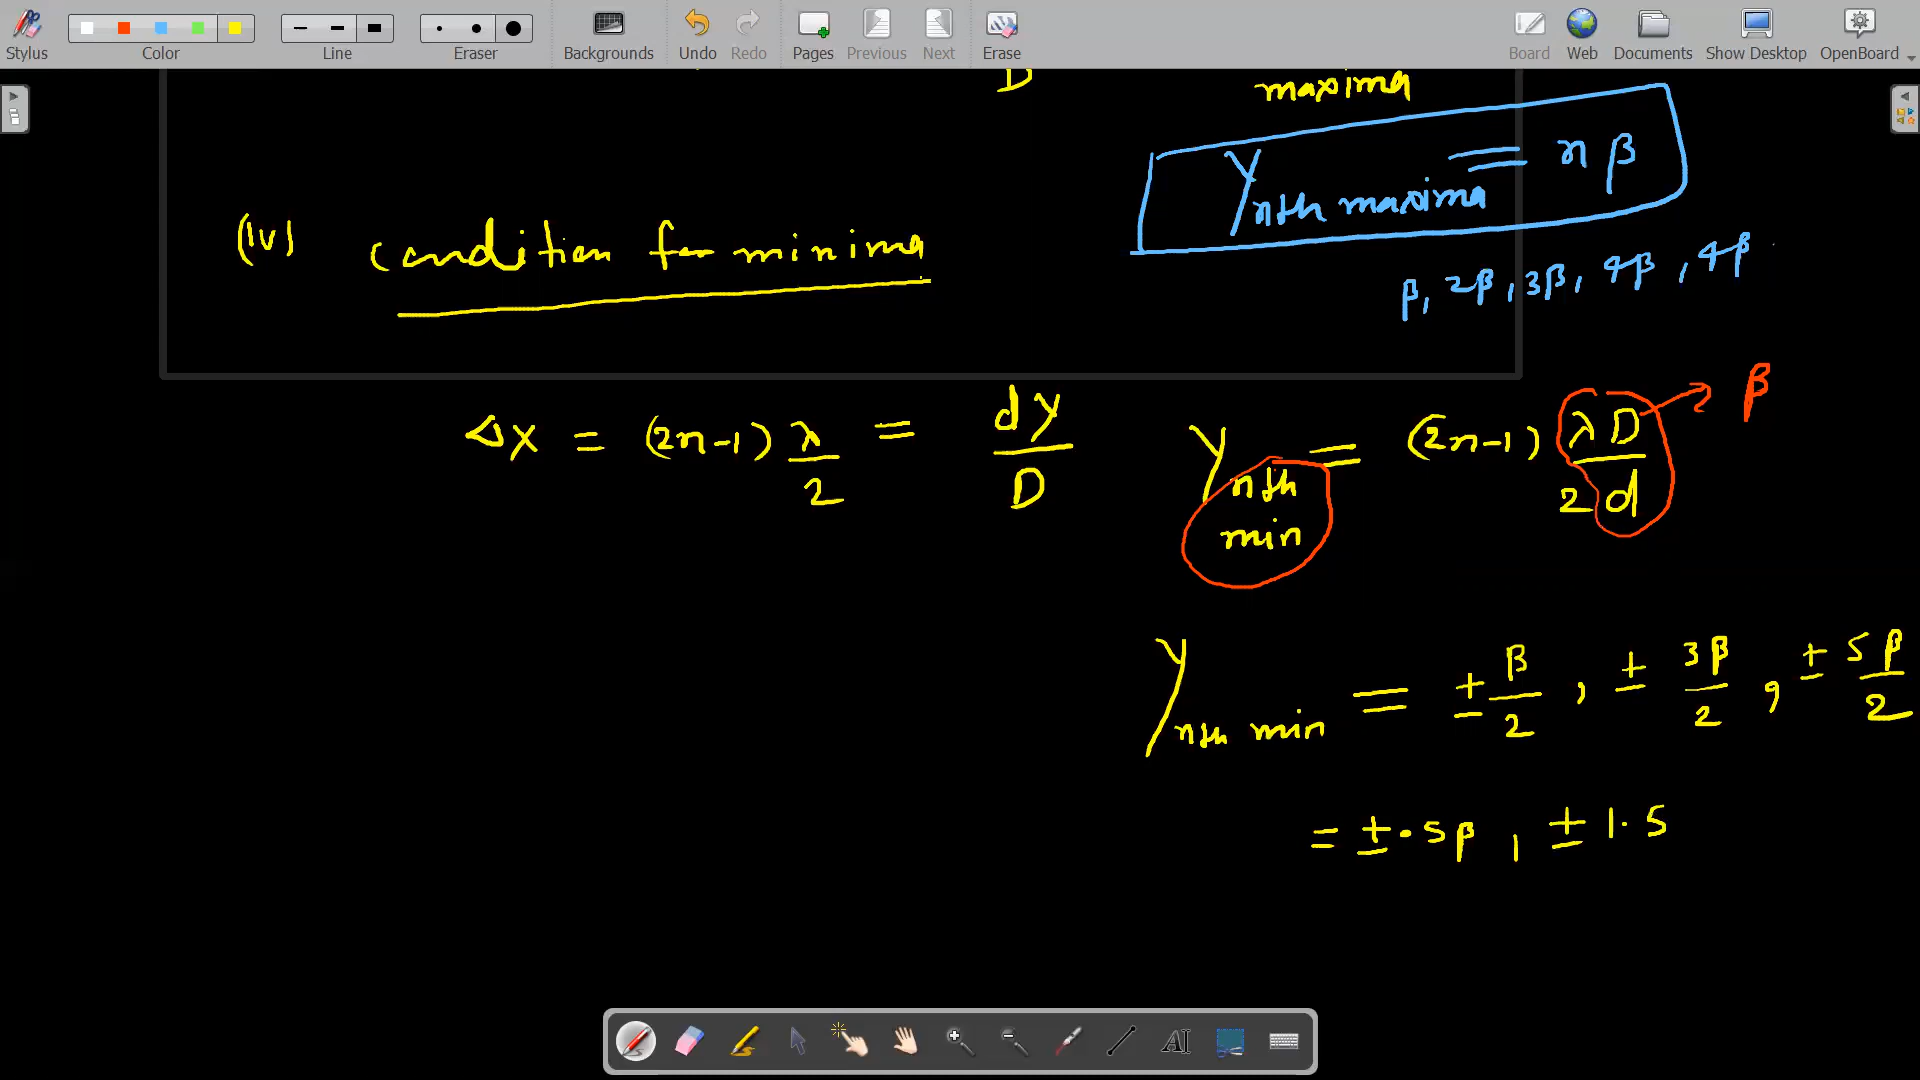 Stylus Color Line Eraser Backgrounds Undo Redo Pages Previous Next Erase Board Web Documents Show Desktop OpenBoard
D maxima
y nth maxima = n β
(iv) condition for minima
β, 2β, 3β, 4β, 4β
Δx = (2n-1) λ/2 = dy/D
y nth min = (2n-1) λD/2d → β
y nth min = ± β/2, ± 3β/2, ± 5β/2
= ± .5β, ± 1.5
AI